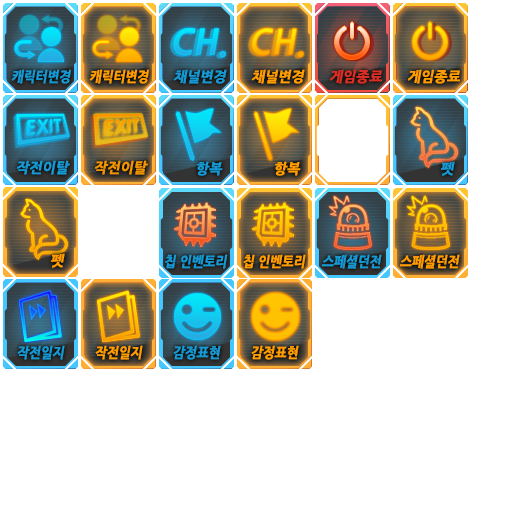 캐릭터변경
캐릭터변경
CH.
채널변경
CH.
채널변경
게임종료
게임종료
EXIT
작전이탈
EXIT
작전이탈
항복
항복
펫
펫
칩 인벤토리
칩 인벤토리
스페셜던전
스페셜던전
작전일지
작전일지
감정표현
감정표현